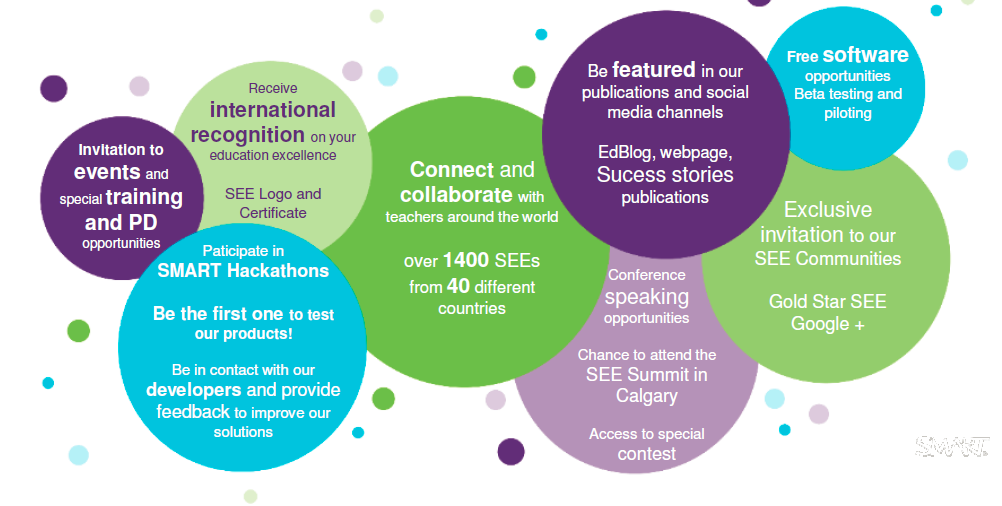 Invitation to
events and
special training
and PD
opportunities
Receive
international
recognition on your
education excellence
SEE Logo and
Certificate
Paticipate in
SMART Hackathons
Be the first one to test
our products!
Be in contact with our
developers and provide
feedback to improve our
solutions
Connect and
collaborate with
teachers around the world
over 1400 SEEs
from 40 different
countries
Be featured in our
publications and social
media channels
EdBlog, webpage,
Sucess stories
publications
Conference
speaking
opportunities
Chance to attend the
SEE Summit in
Calgary
Access to special
contest
Free software
opportunities
Beta testing and
piloting
Exclusive
invitation to our
SEE Communities
Gold Star SEE
Google +
SMART